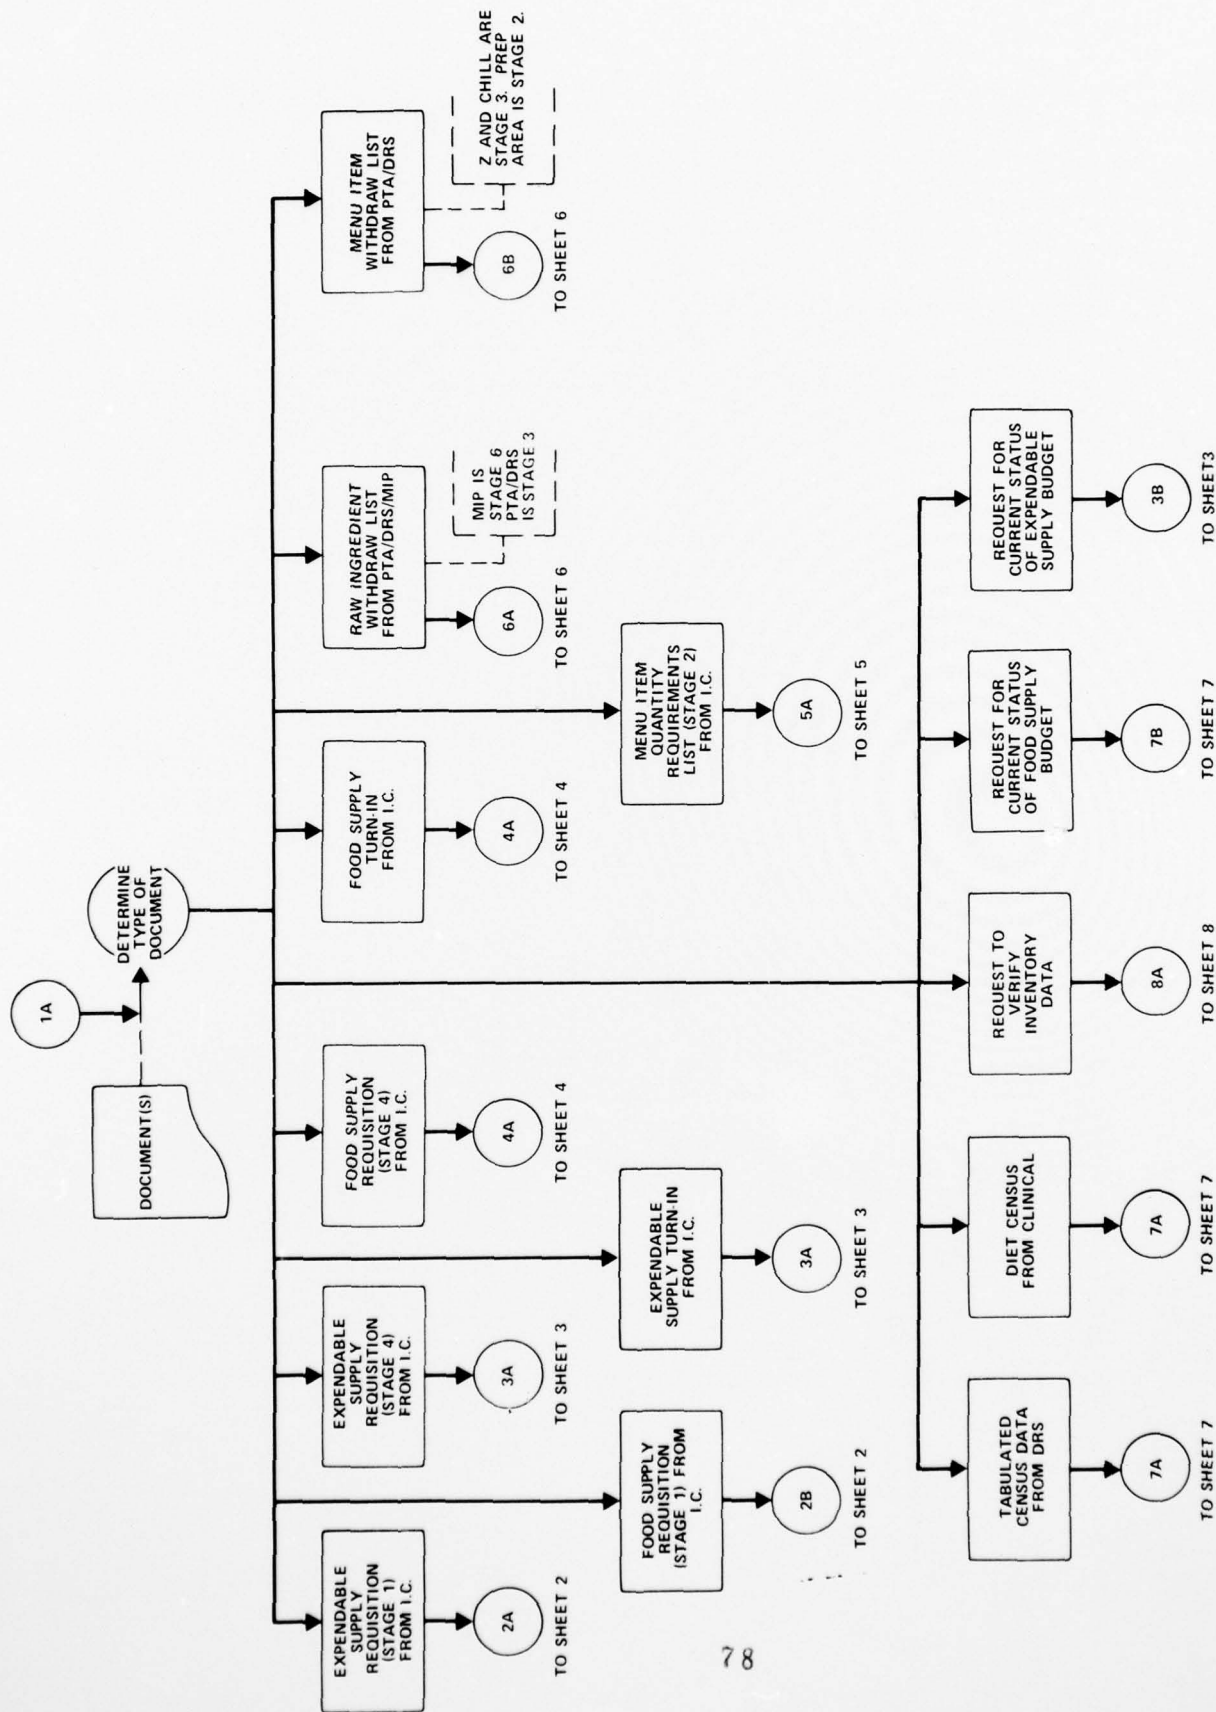 1A
DOCUMENT(S)
DETERMINE
TYPE OF
DOCUMENT
EXPENDABLE
SUPPLY
REQUISITION
(STAGE 1)
FROM I.C.
2A
TO SHEET 2
EXPENDABLE
SUPPLY
REQUISITION
(STAGE 4)
FROM I.C.
3A
TO SHEET 3
FOOD SUPPLY
REQUISITION
(STAGE 4)
FROM I.C.
4A
TO SHEET 4
FOOD SUPPLY
TURN-IN
FROM I.C.
4A
TO SHEET 4
RAW INGREDIENT
WITHDRAW LIST
FROM PTA/DRS/MIP
MIP IS
STAGE 6
PTA/DRS
IS STAGE 3
6A
TO SHEET 6
MENU ITEM
WITHDRAW LIST
FROM PTA/DRS
Z AND CHILL ARE
STAGE 3. PREP
AREA IS STAGE 2.
6B
TO SHEET 6
FOOD SUPPLY
REQUISITION
(STAGE 1) FROM
I.C.
2B
TO SHEET 2
EXPENDABLE
SUPPLY TURN-IN
FROM I.C.
3A
TO SHEET 3
MENU ITEM
QUANTITY
REQUIREMENTS
LIST (STAGE 2)
FROM I.C.
5A
TO SHEET 5
TABULATED
CENSUS DATA
FROM DRS
7A
TO SHEET 7
DIET CENSUS
FROM CLINICAL
7A
TO SHEET 7
REQUEST TO
VERIFY
INVENTORY
DATA
8A
TO SHEET 8
REQUEST FOR
CURRENT STATUS
OF FOOD SUPPLY
BUDGET
7B
TO SHEET 7
REQUEST FOR
CURRENT STATUS
OF EXPENDABLE
SUPPLY BUDGET
3B
TO SHEET3
78